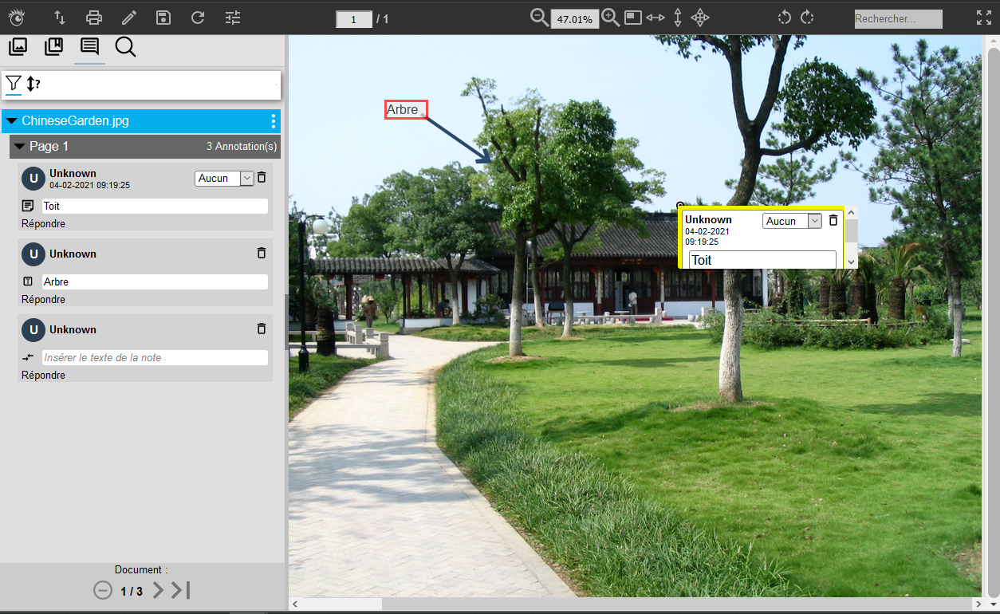 1 / 1
47.01%
Rechercher...
?
ChineseGarden.jpg
Page 1
3 Annotation(s)
U
Unknown
04-02-2021 09:19:25
Aucun
Toit
Répondre
U
Unknown
T
Arbre
Répondre
U
Unknown
Insérer le texte de la note
Répondre
Document :
1 / 3
Arbre
Unknown
04-02-2021
09:19:25
Aucun
Toit